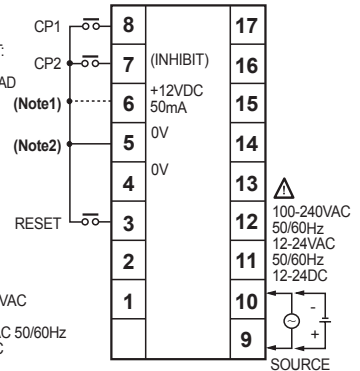 CP1
8
17
T:
CP2
7
(INHIBIT)
16
AD
(Note1)
6
+12VDC
50mA
15
(Note2)
5
0V
14
4
0V
13
RESET
3
12
100-240VAC
50/60Hz
12-24VAC
50/60Hz
12-24DC
2
11
VAC
1
10
-
AC 50/60Hz
C
9
+
SOURCE